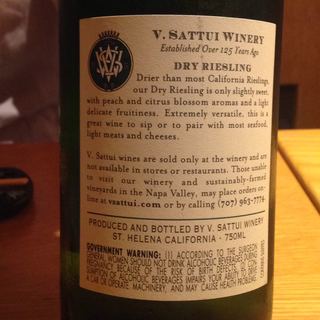 V. SATTUI WINERY
Established Over 125 Years Ago
DRY RIESLING
Drier than most California Rieslings,
our Dry Riesling is only slightly sweet,
with peach and citrus blossom aromas and a light
delicate fruitiness. Extremely versatile, this is a
great wine to sip or to pair with most seafood,
light meats and cheeses.
V. Sattui wines are sold only at the winery and are
not available in stores or restaurants. Those unable
to visit our winery and sustainably-farmed
vineyards in the Napa Valley, may place orders on-
line at vsattui.com or by calling (707) 963-7774.
PRODUCED AND BOTTLED BY V. SATTUI WINERY
ST. HELENA CALIFORNIA - 750ML
GOVERNMENT WARNING: (1) ACCORDING TO THE SURGEON
GENERAL, WOMEN SHOULD NOT DRINK ALCOHOLIC BEVERAGES DURING
PREGNANCY BECAUSE OF THE RISK OF BIRTH DEFECTS. (2) CON-
SUMPTION OF ALCOHOLIC BEVERAGES IMPAIRS YOUR ABILITY TO DRIVE
A CAR OR OPERATE MACHINERY, AND MAY CAUSE HEALTH PROBLEMS.